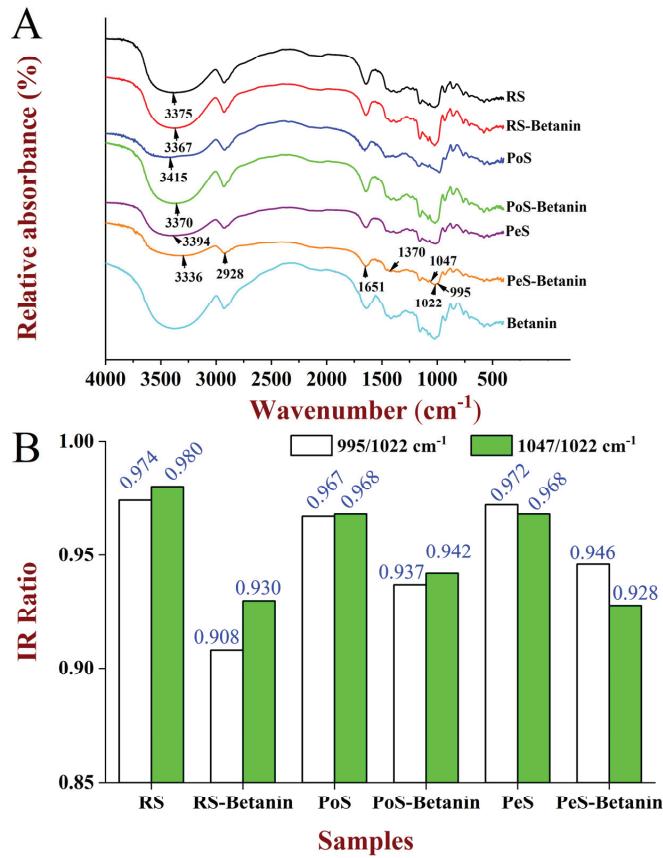 A
Relative absorbance (%)
3375
RS
3367
RS-Betanin
3415
PoS
3370
PoS-Betanin
3394
PeS
3336
2928
1651
1370
1047
1022
995
PeS-Betanin
Betanin
4000 3500 3000 2500 2000 1500 1000 500
Wavenumber (cm⁻¹)
B
IR Ratio
1.00
0.95
0.90
0.85
995/1022 cm⁻¹
1047/1022 cm⁻¹
0.974
0.980
0.908
0.930
0.967
0.968
0.937
0.942
0.972
0.968
0.946
0.928
RS RS-Betanin PoS PoS-Betanin PeS PeS-Betanin
Samples